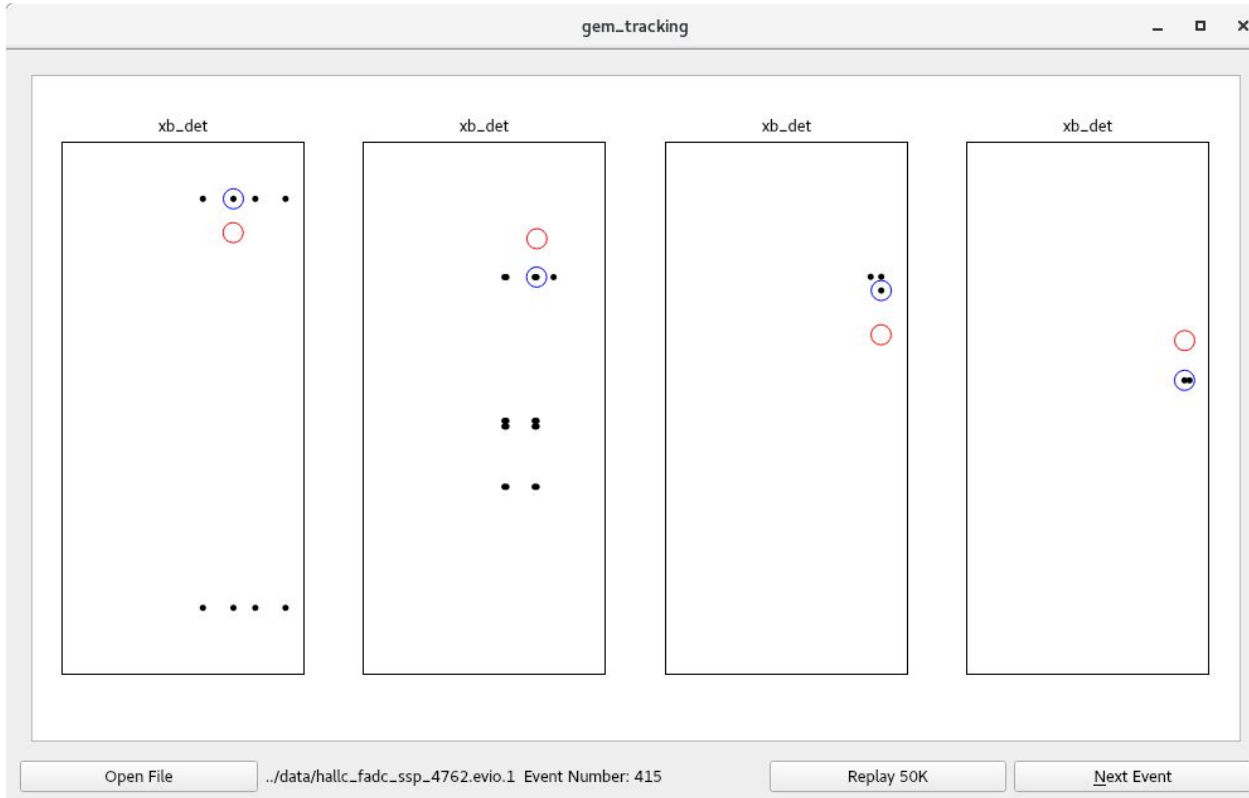 gem_tracking
xb_det xb_det xb_det xb_det
Open File ../data/hallc_fadc_ssp_4762.evio.1 Event Number: 415 Replay 50K Next Event